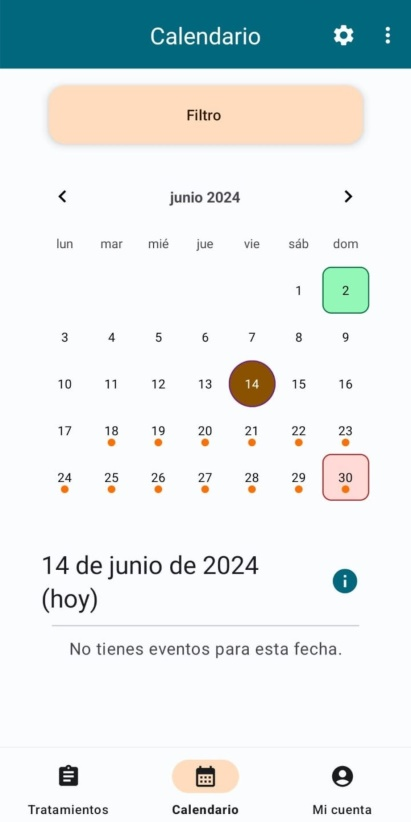 Calendario
Filtro
junio 2024
lun mar mié jue vie sáb dom
1 2
3 4 5 6 7 8 9
10 11 12 13 14 15 16
17 18 19 20 21 22 23
24 25 26 27 28 29 30
14 de junio de 2024
(hoy)
No tienes eventos para esta fecha.
Tratamientos Calendario Mi cuenta